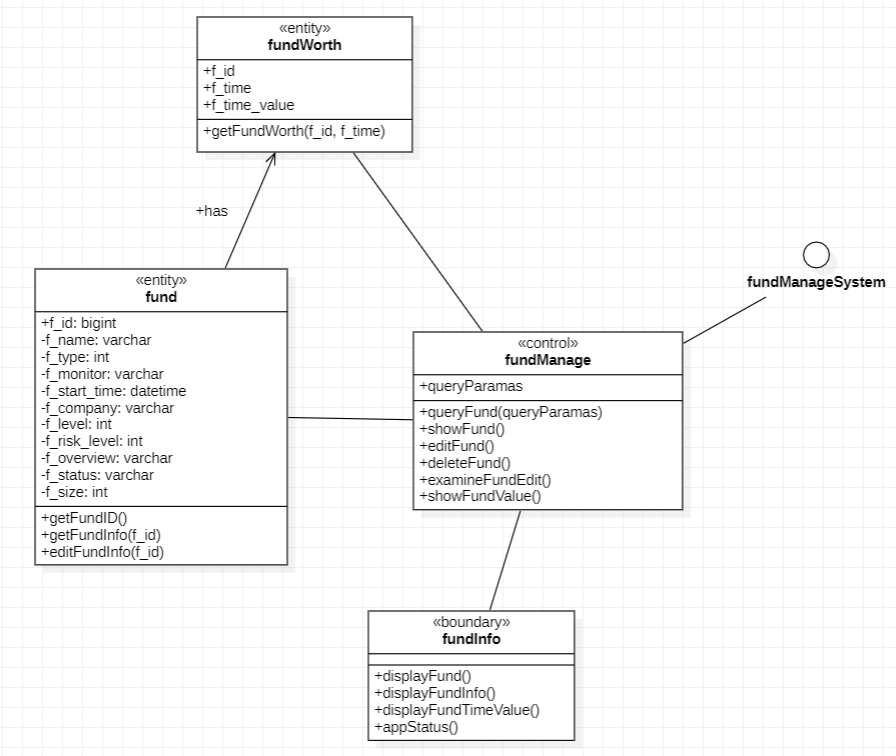 «entity»
fundWorth
+f_id
+f_time
+f_time_value
+getFundWorth(f_id, f_time)
+has
fundManageSystem
«entity»
fund
+f_id: bigint
-f_name: varchar
-f_type: int
-f_monitor: varchar
-f_start_time: datetime
-f_company: varchar
-f_level: int
-f_risk_level: int
-f_overview: varchar
-f_status: varchar
-f_size: int
+getFundID()
+getFundInfo(f_id)
+editFundInfo(f_id)
«control»
fundManage
+queryParamas
+queryFund(queryParamas)
+showFund()
+editFund()
+deleteFund()
+examineFundEdit()
+showFundValue()
«boundary»
fundInfo
+displayFund()
+displayFundInfo()
+displayFundTimeValue()
+appStatus()